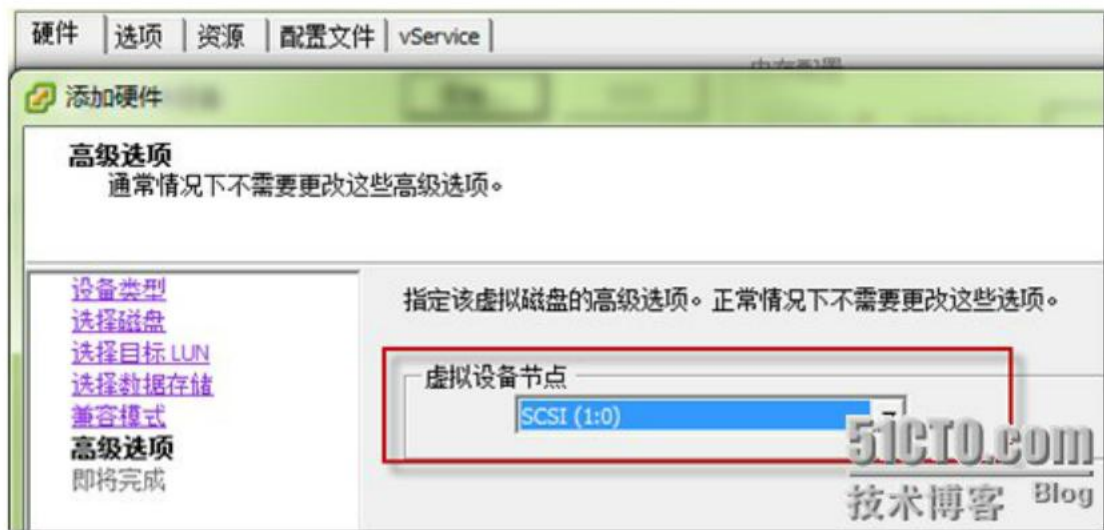 硬件 选项 资源 配置文件 vService
内存配置
添加硬件
高级选项
通常情况下不需要更改这些高级选项。
设备类型
选择磁盘
选择目标 LUN
选择数据存储
兼容模式
高级选项
即将完成
指定该虚拟磁盘的高级选项。正常情况下不需要更改这些选项。
虚拟设备节点
SCSI (1:0)
51CTO.com
技术博客 Blog